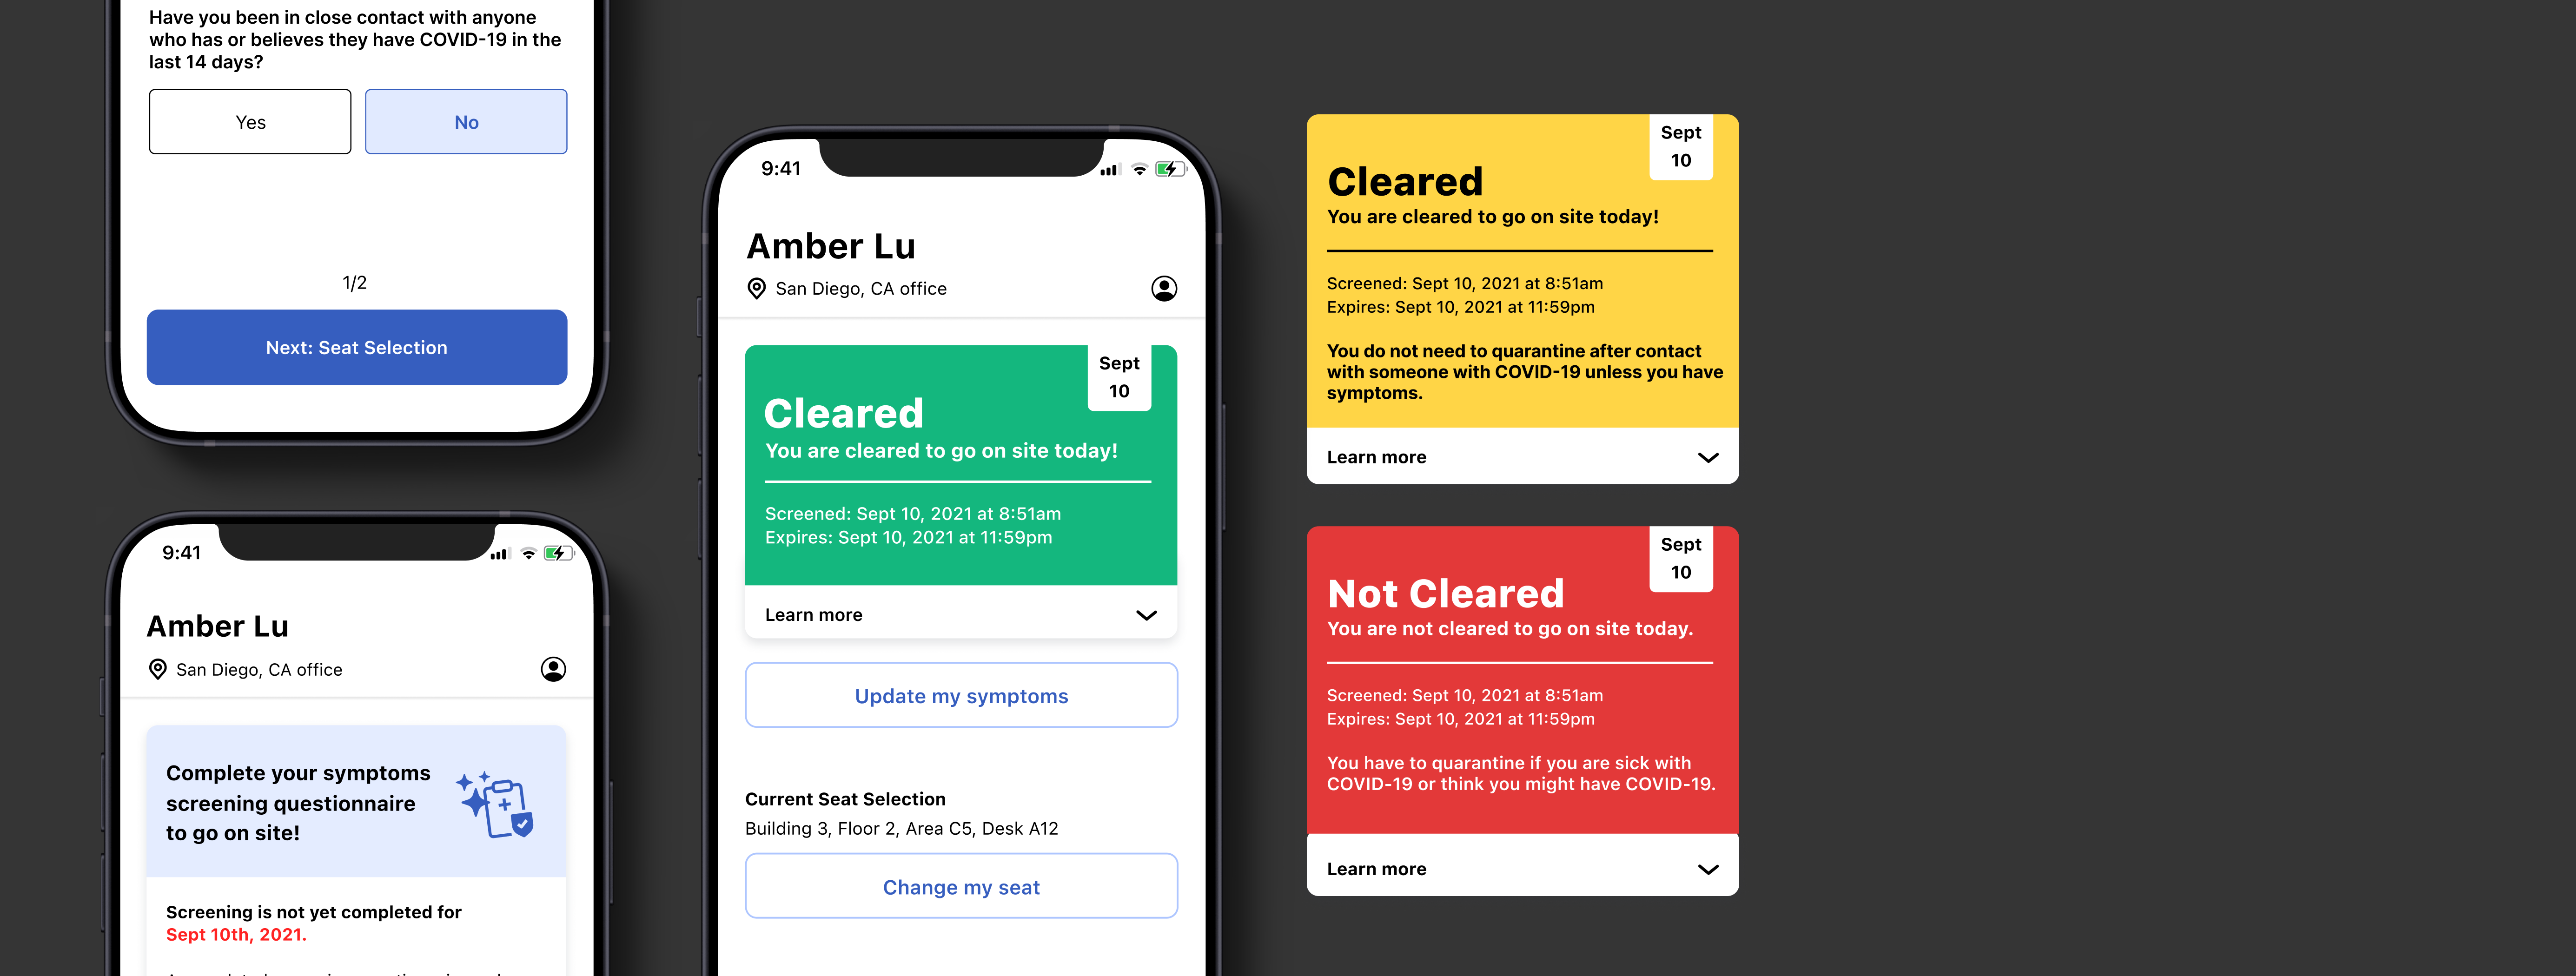 Have you been in close contact with anyone
who has or believes they have COVID-19 in the
last 14 days?
Yes
No
1/2
Next: Seat Selection
9:41
Amber Lu
San Diego, CA office
Complete your symptoms
screening questionnaire
to go on site!
Screening is not yet completed for
Sept 10th, 2021.
9:41
Amber Lu
San Diego, CA office
Sept
10
Cleared
You are cleared to go on site today!
Screened: Sept 10, 2021 at 8:51am
Expires: Sept 10, 2021 at 11:59pm
Learn more
Update my symptoms
Current Seat Selection
Building 3, Floor 2, Area C5, Desk A12
Change my seat
Sept
10
Cleared
You are cleared to go on site today!
Screened: Sept 10, 2021 at 8:51am
Expires: Sept 10, 2021 at 11:59pm
You do not need to quarantine after contact
with someone with COVID-19 unless you have
symptoms.
Learn more
Sept
10
Not Cleared
You are not cleared to go on site today.
Screened: Sept 10, 2021 at 8:51am
Expires: Sept 10, 2021 at 11:59pm
You have to quarantine if you are sick with
COVID-19 or think you might have COVID-19.
Learn more